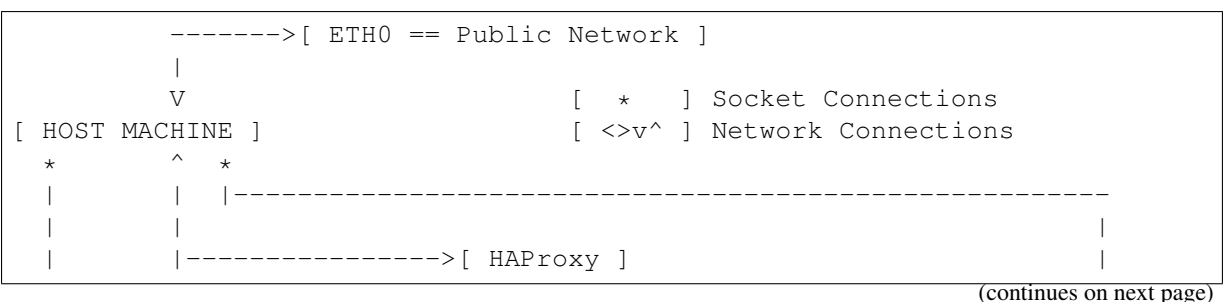 ------->[ ETH0 == Public Network ]
           |
           V                         [  *   ] Socket Connections
[ HOST MACHINE ]                     [ <>v^ ] Network Connections
  *        ^  *
  |        |  |-------------------------------------------------------
  |        |                                                         |
  |        |---------------->[ HAProxy ]                             |
(continues on next page)